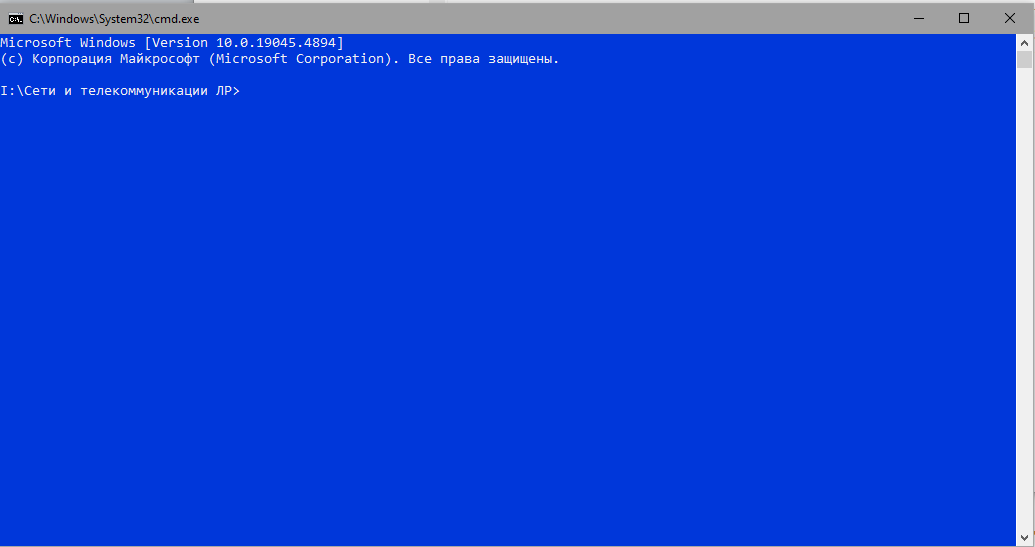 C:\Windows\System32\cmd.exe
Microsoft Windows [Version 10.0.19045.4894]
(c) Корпорация Майкрософт (Microsoft Corporation). Все права защищены.
I:\Сети и телекоммуникации ЛР>